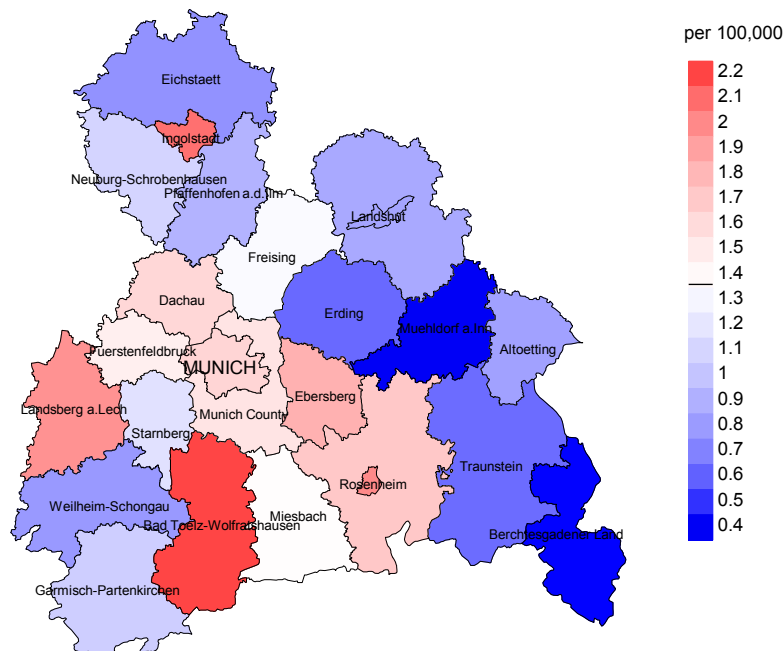 per 100,000
2.2
2.1
2
1.9
1.8
1.7
1.6
1.5
1.4
1.3
1.2
1.1
1
0.9
0.8
0.7
0.6
0.5
0.4
Eichstaett
Ingolstadt
Neuburg-Schrobenhausen
Pfaffenhofen a.d.Ilm
Landshut
Freising
Dachau
Erding
Muehldorf a.Inn
Altoetting
Fuerstenfeldbruck
MUNICH
Ebersberg
Landsberg a.Lech
Munich County
Starnberg
Traunstein
Rosenheim
Weilheim-Schongau
Miesbach
Bad Toelz-Wolfratshausen
Berchtesgadener Land
Garmisch-Partenkirchen